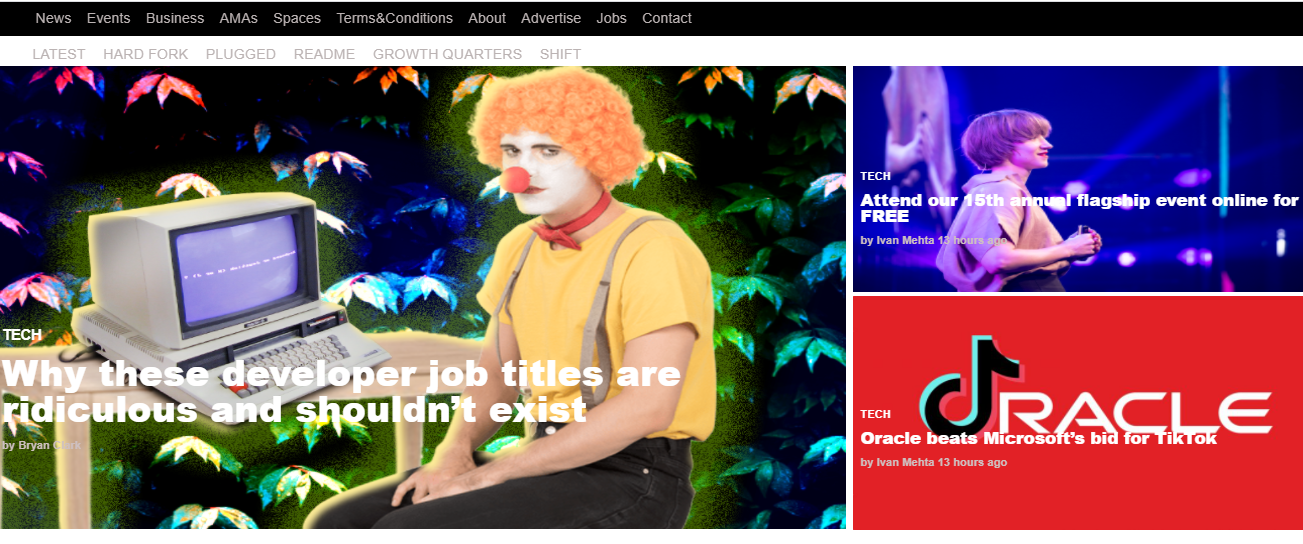 News Events Business AMAs Spaces Terms&Conditions About Advertise Jobs Contact
LATEST HARD FORK PLUGGED README GROWTH QUARTERS SHIFT
TECH
Why these developer job titles are
ridiculous and shouldn't exist
by Bryan Clark
TECH
Attend our 15th annual flagship event online for
FREE
by Ivan Mehta 13 hours ago
ORACLE
TECH
Oracle beats Microsoft's bid for TikTok
by Ivan Mehta 13 hours ago